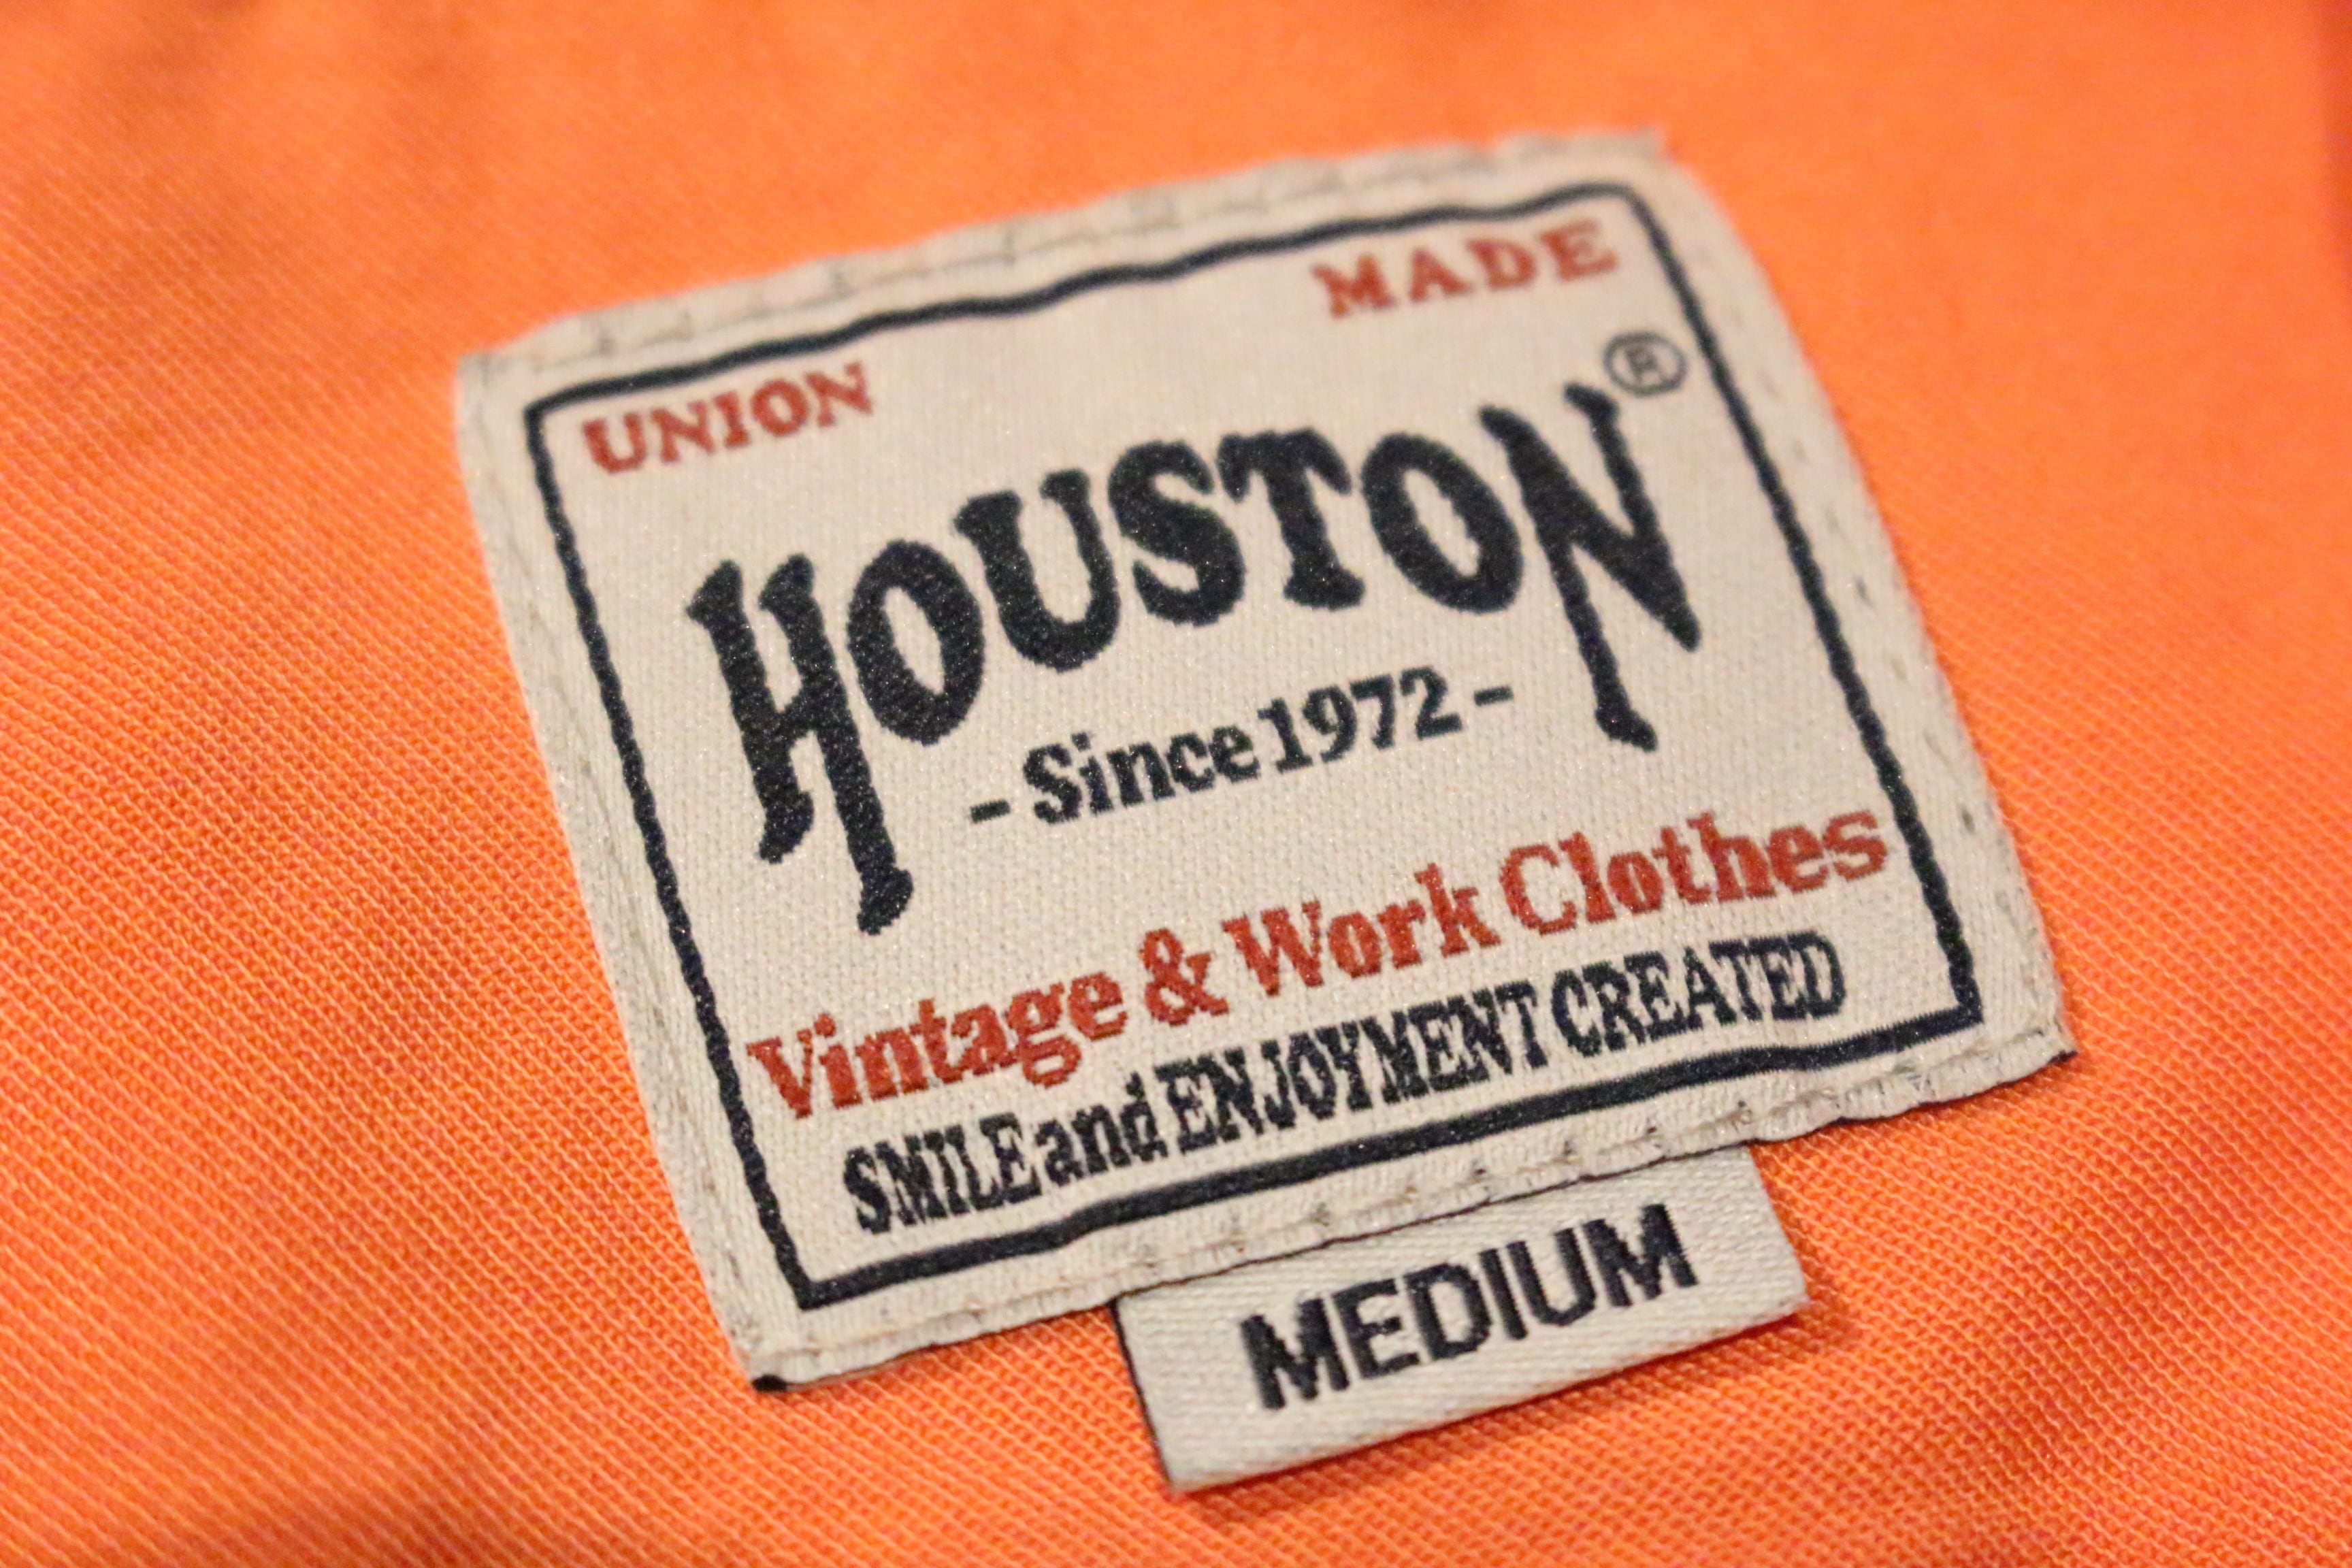 UNION MADE
HOUSTON®
- Since 1972 -
Vintage & Work Clothes
SMILE and ENJOYMENT CREATED
MEDIUM